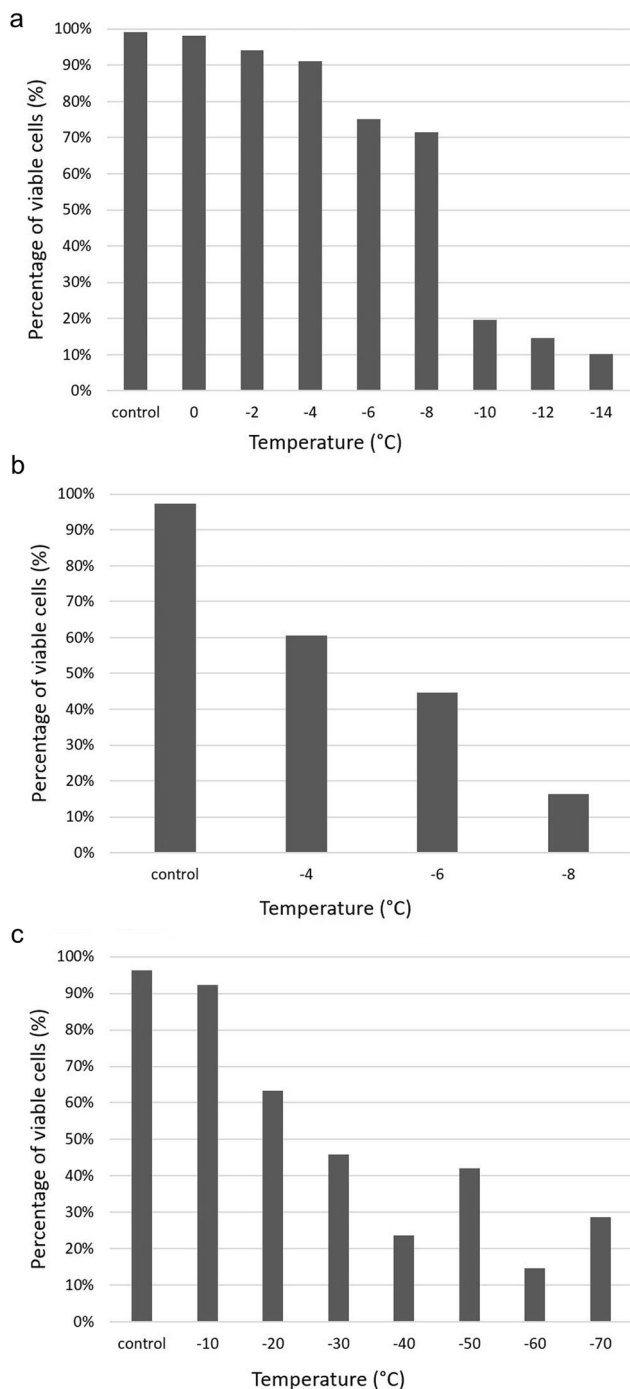 a
100%
90%
80%
70%
60%
50%
40%
30%
20%
10%
0%
Percentage of viable cells (%)
control 0 -2 -4 -6 -8 -10 -12 -14
Temperature (°C)
b
100%
90%
80%
70%
60%
50%
40%
30%
20%
10%
0%
Percentage of viable cells (%)
control -4 -6 -8
Temperature (°C)
c
100%
90%
80%
70%
60%
50%
40%
30%
20%
10%
0%
Percentage of viable cells (%)
control -10 -20 -30 -40 -50 -60 -70
Temperature (°C)